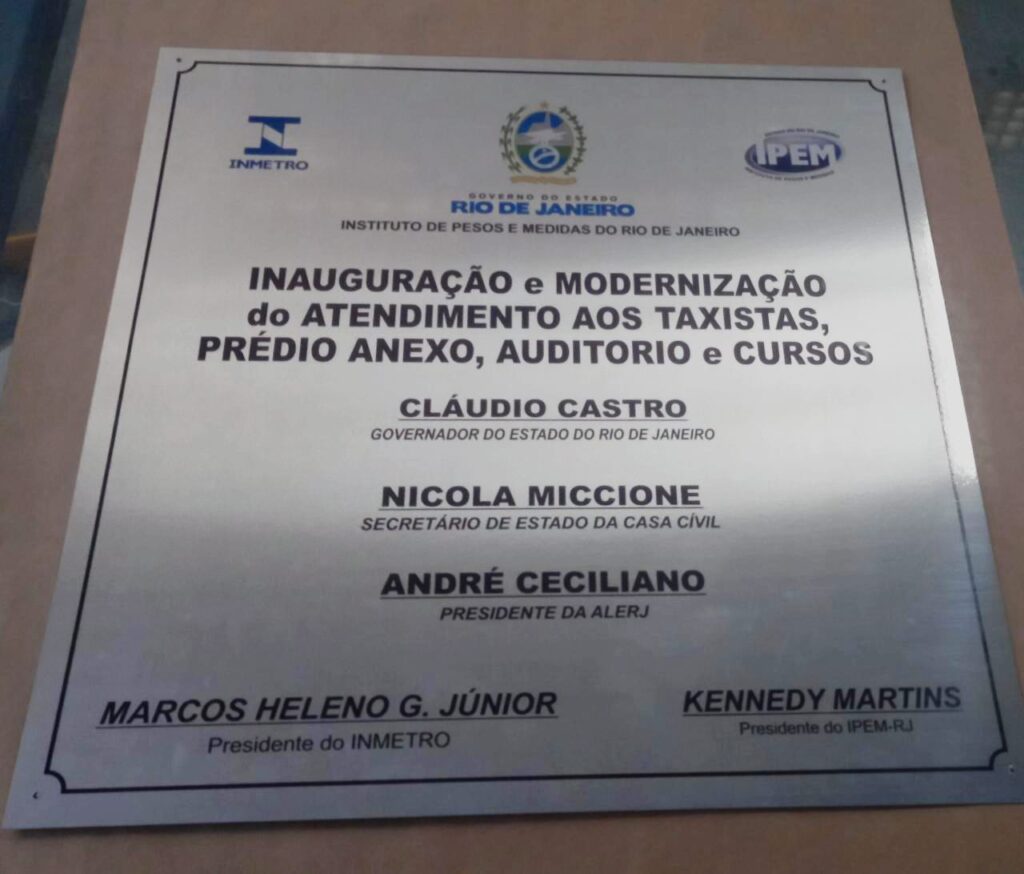 INMETRO
GOVERNO DO ESTADO
RIO DE JANEIRO
IPEM
INSTITUTO DE PESOS E MEDIDAS DO RIO DE JANEIRO
INAUGURAÇÃO e MODERNIZAÇÃO
do ATENDIMENTO AOS TAXISTAS,
PRÉDIO ANEXO, AUDITORIO e CURSOS
CLÁUDIO CASTRO
GOVERNADOR DO ESTADO DO RIO DE JANEIRO
NICOLA MICCIONE
SECRETÁRIO DE ESTADO DA CASA CÍVIL
ANDRÉ CECILIANO
PRESIDENTE DA ALERJ
MARCOS HELENO G. JÚNIOR
Presidente do INMETRO
KENNEDY MARTINS
Presidente do IPEM-RJ